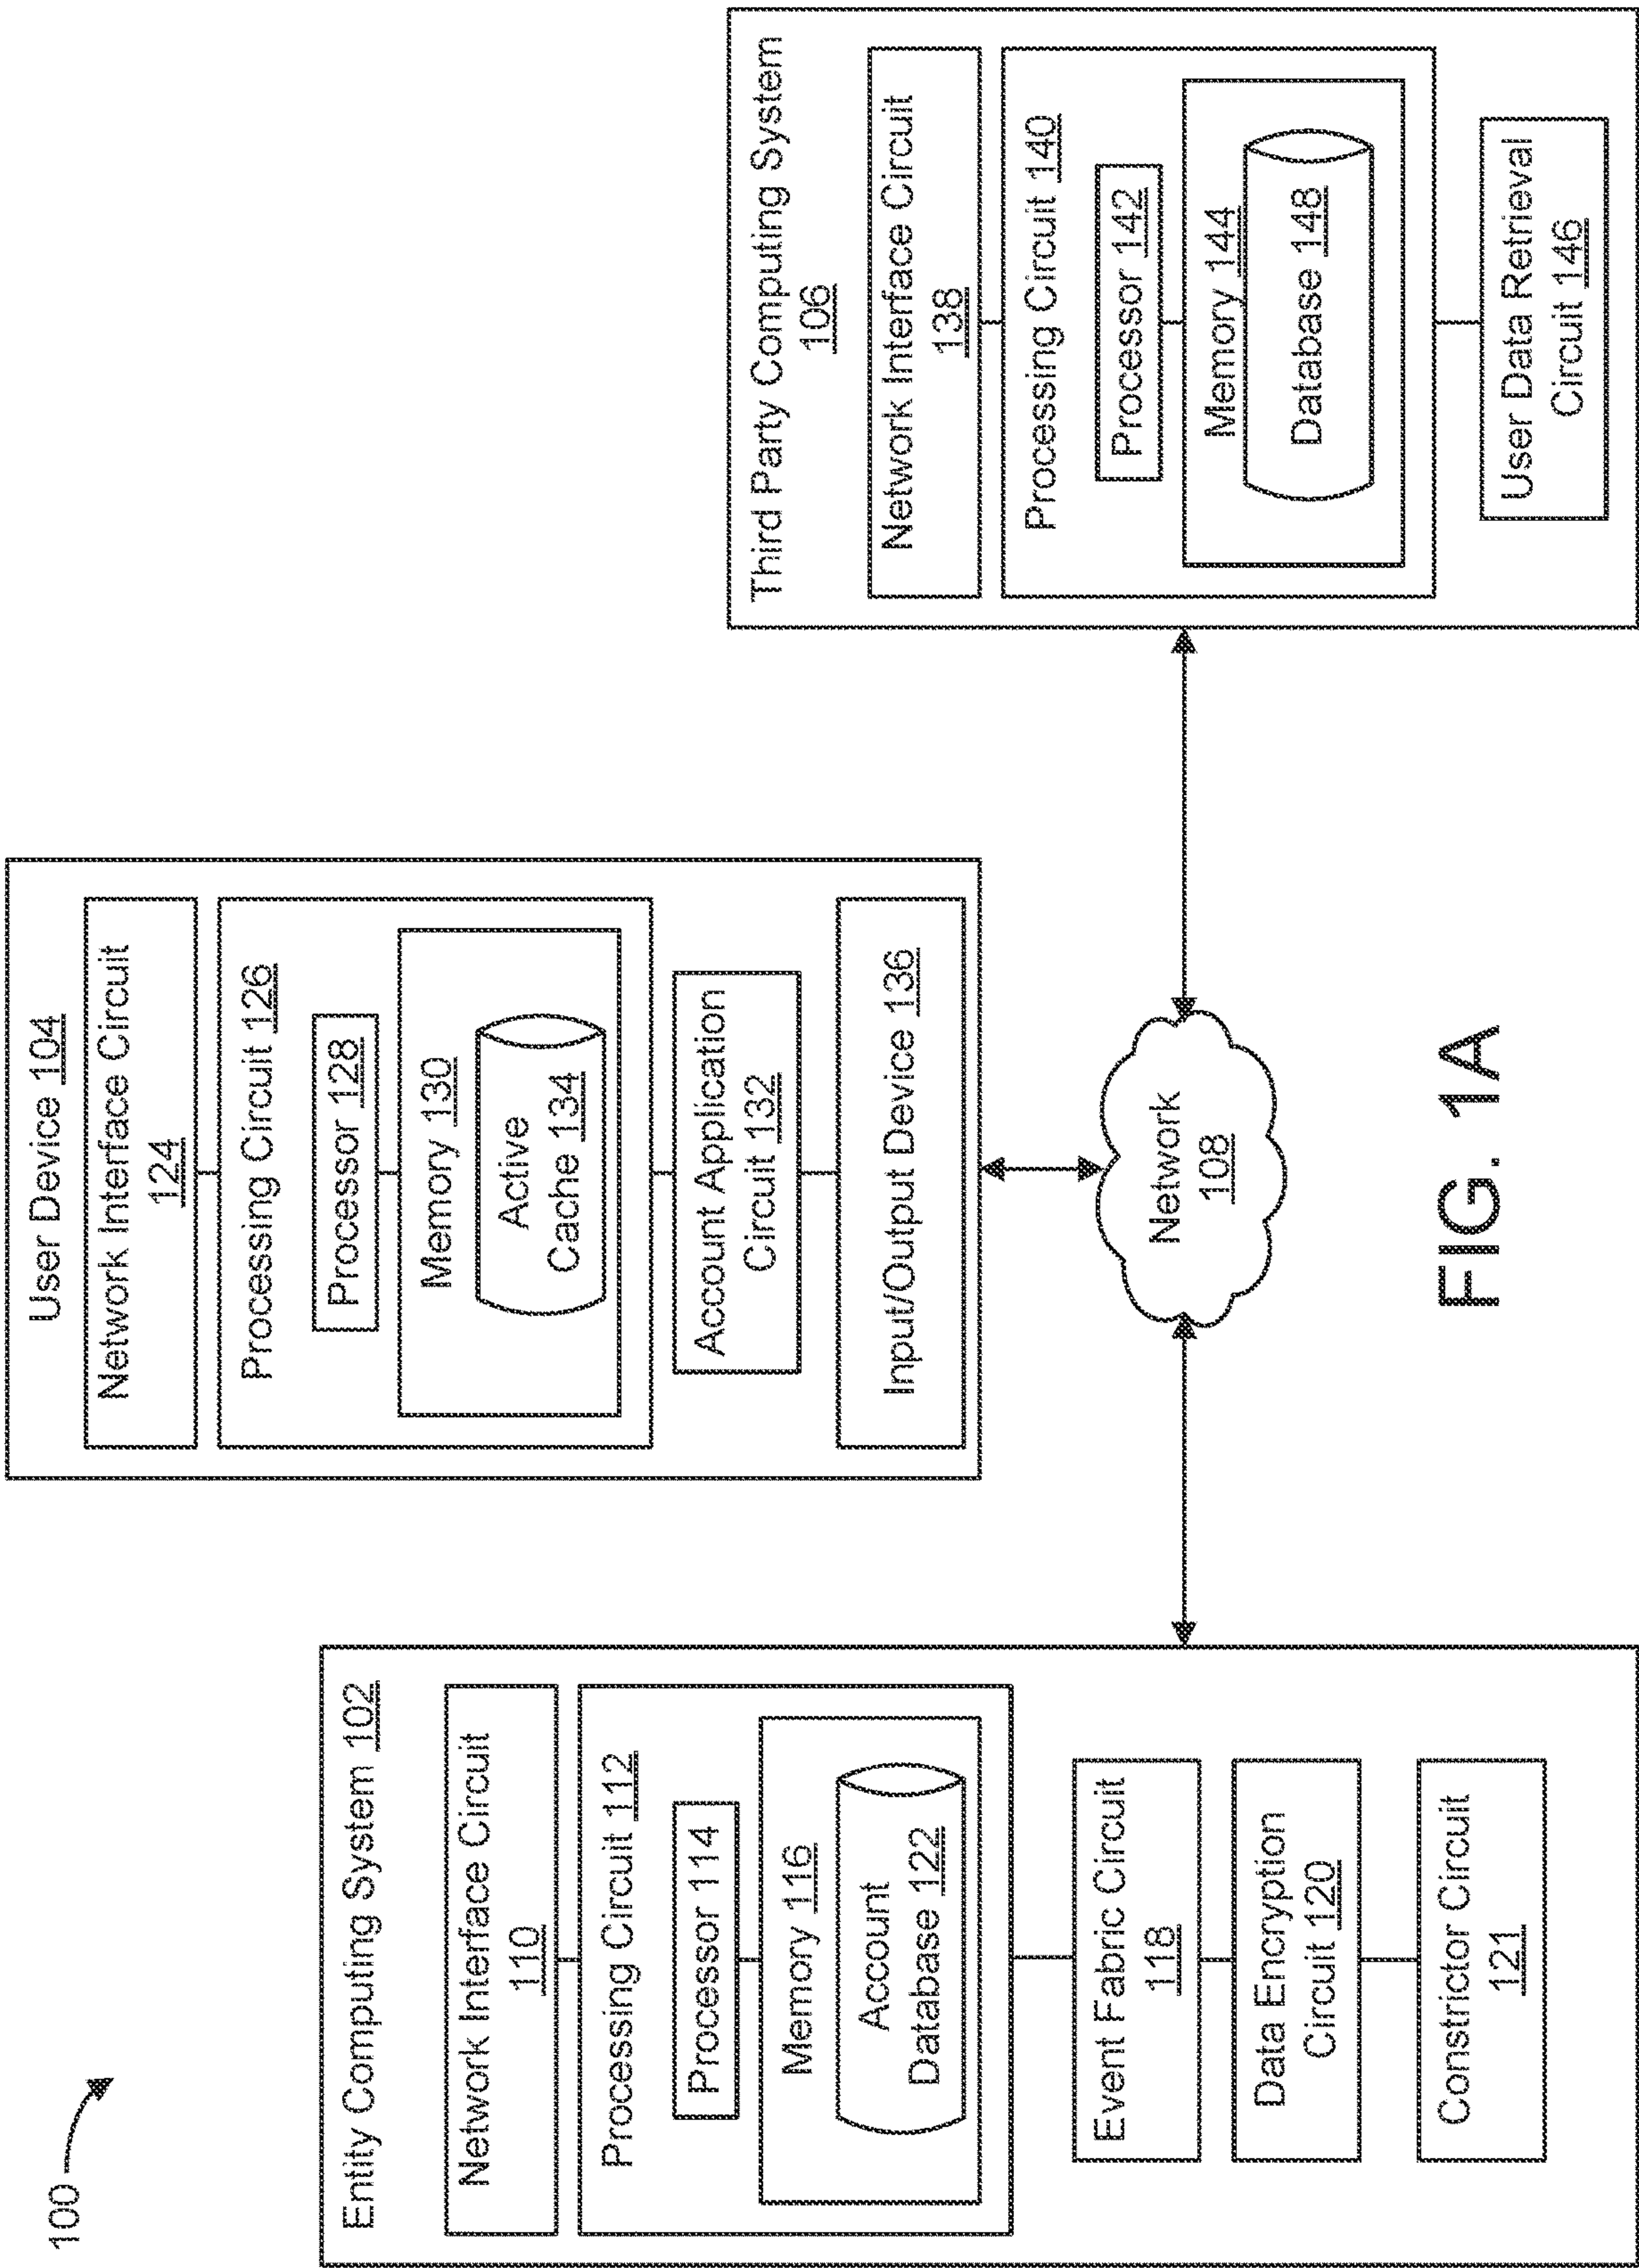 100
Entity Computing System 102
Network Interface Circuit
110
Processing Circuit 112
Processor 114
Memory 116
Account
Database 122
Event Fabric Circuit
118
Data Encryption
Circuit 120
Constrictor Circuit
121
User Device 104
Network Interface Circuit
124
Processing Circuit 126
Processor 128
Memory 130
Active
Cache 134
Account Application
Circuit 132
Input/Output Device 136
Network
108
Third Party Computing System
106
Network Interface Circuit
138
Processing Circuit 140
Processor 142
Memory 144
Database 148
User Data Retrieval
Circuit 146
FIG. 1A